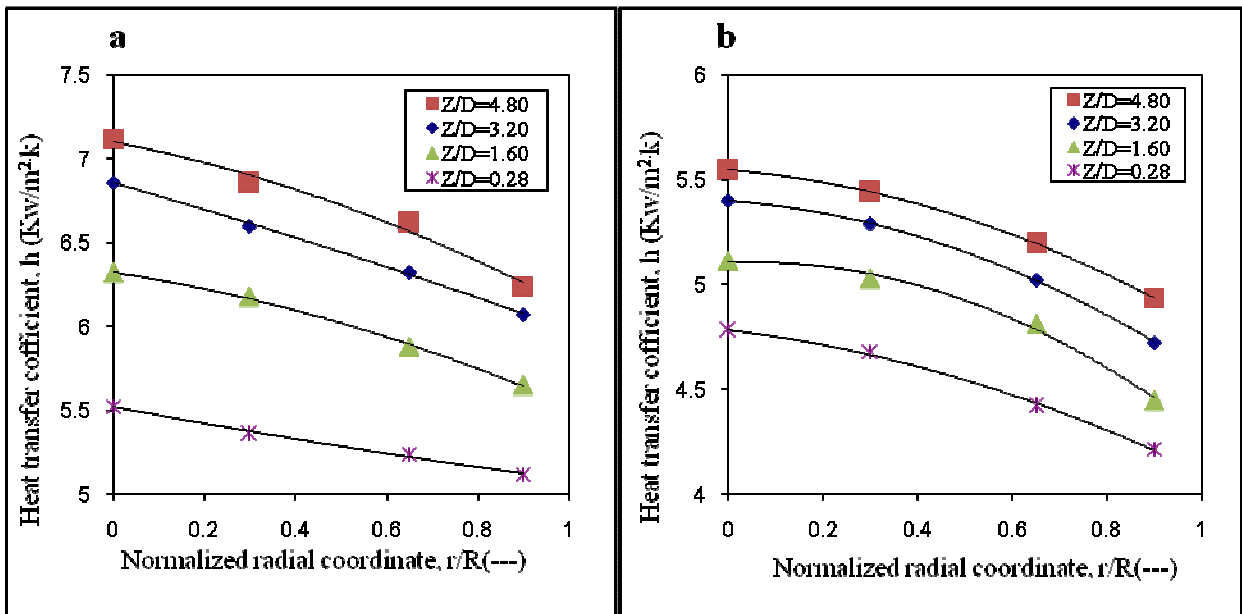 a
7.5
7
6.5
6
5.5
5
0
0.2
0.4
0.6
0.8
1
Heat transfer cofficient, h (Kw/m²k)
Normalized radial coordinate, r/R(---)
Z/D=4.80
Z/D=3.20
Z/D=1.60
Z/D=0.28
b
6
5.5
5
4.5
4
0
0.2
0.4
0.6
0.8
1
Heat transfer cofficient, h (Kw/m²k)
Normalized radial coordinate, r/R(---)
Z/D=4.80
Z/D=3.20
Z/D=1.60
Z/D=0.28